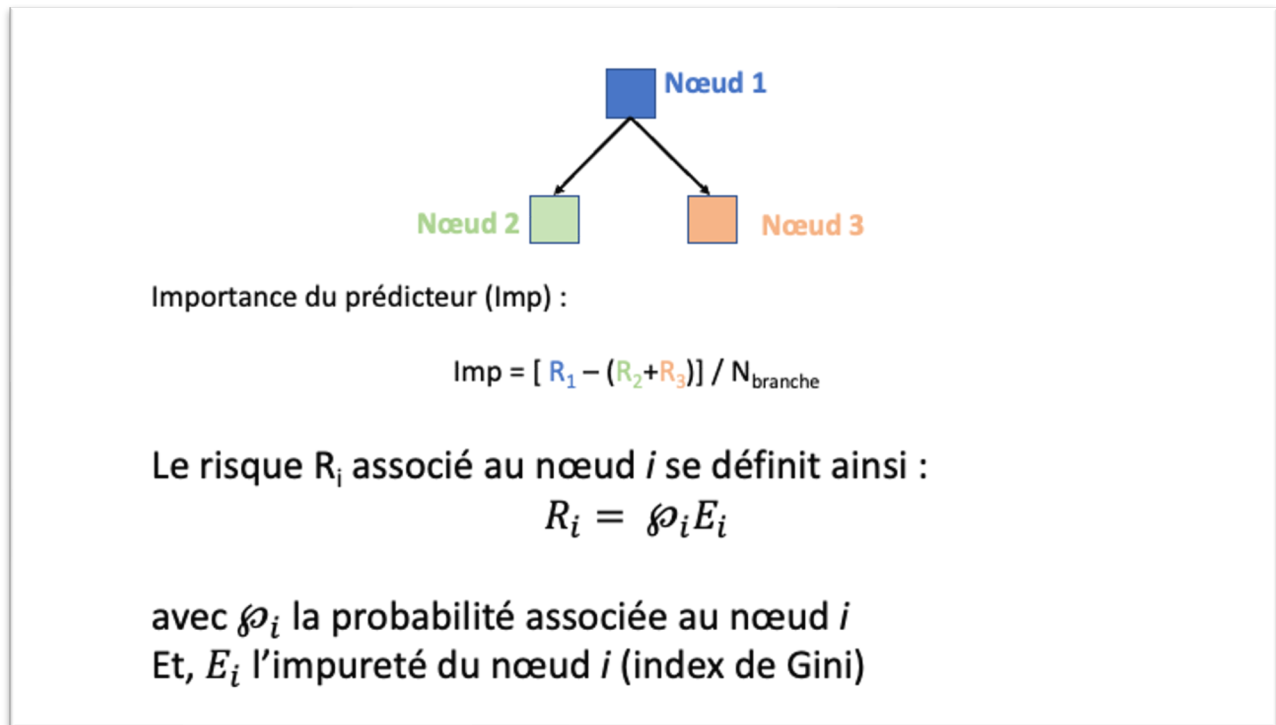 Nœud 1
Nœud 2
Nœud 3
Importance du prédicteur (Imp) :
Imp = [ R₁ – (R₂+R₃)] / N_branche
Le risque Rᵢ associé au nœud i se définit ainsi :
Rᵢ = ℘ᵢEᵢ
avec ℘ᵢ la probabilité associée au nœud i
Et, Eᵢ l’impureté du nœud i (index de Gini)